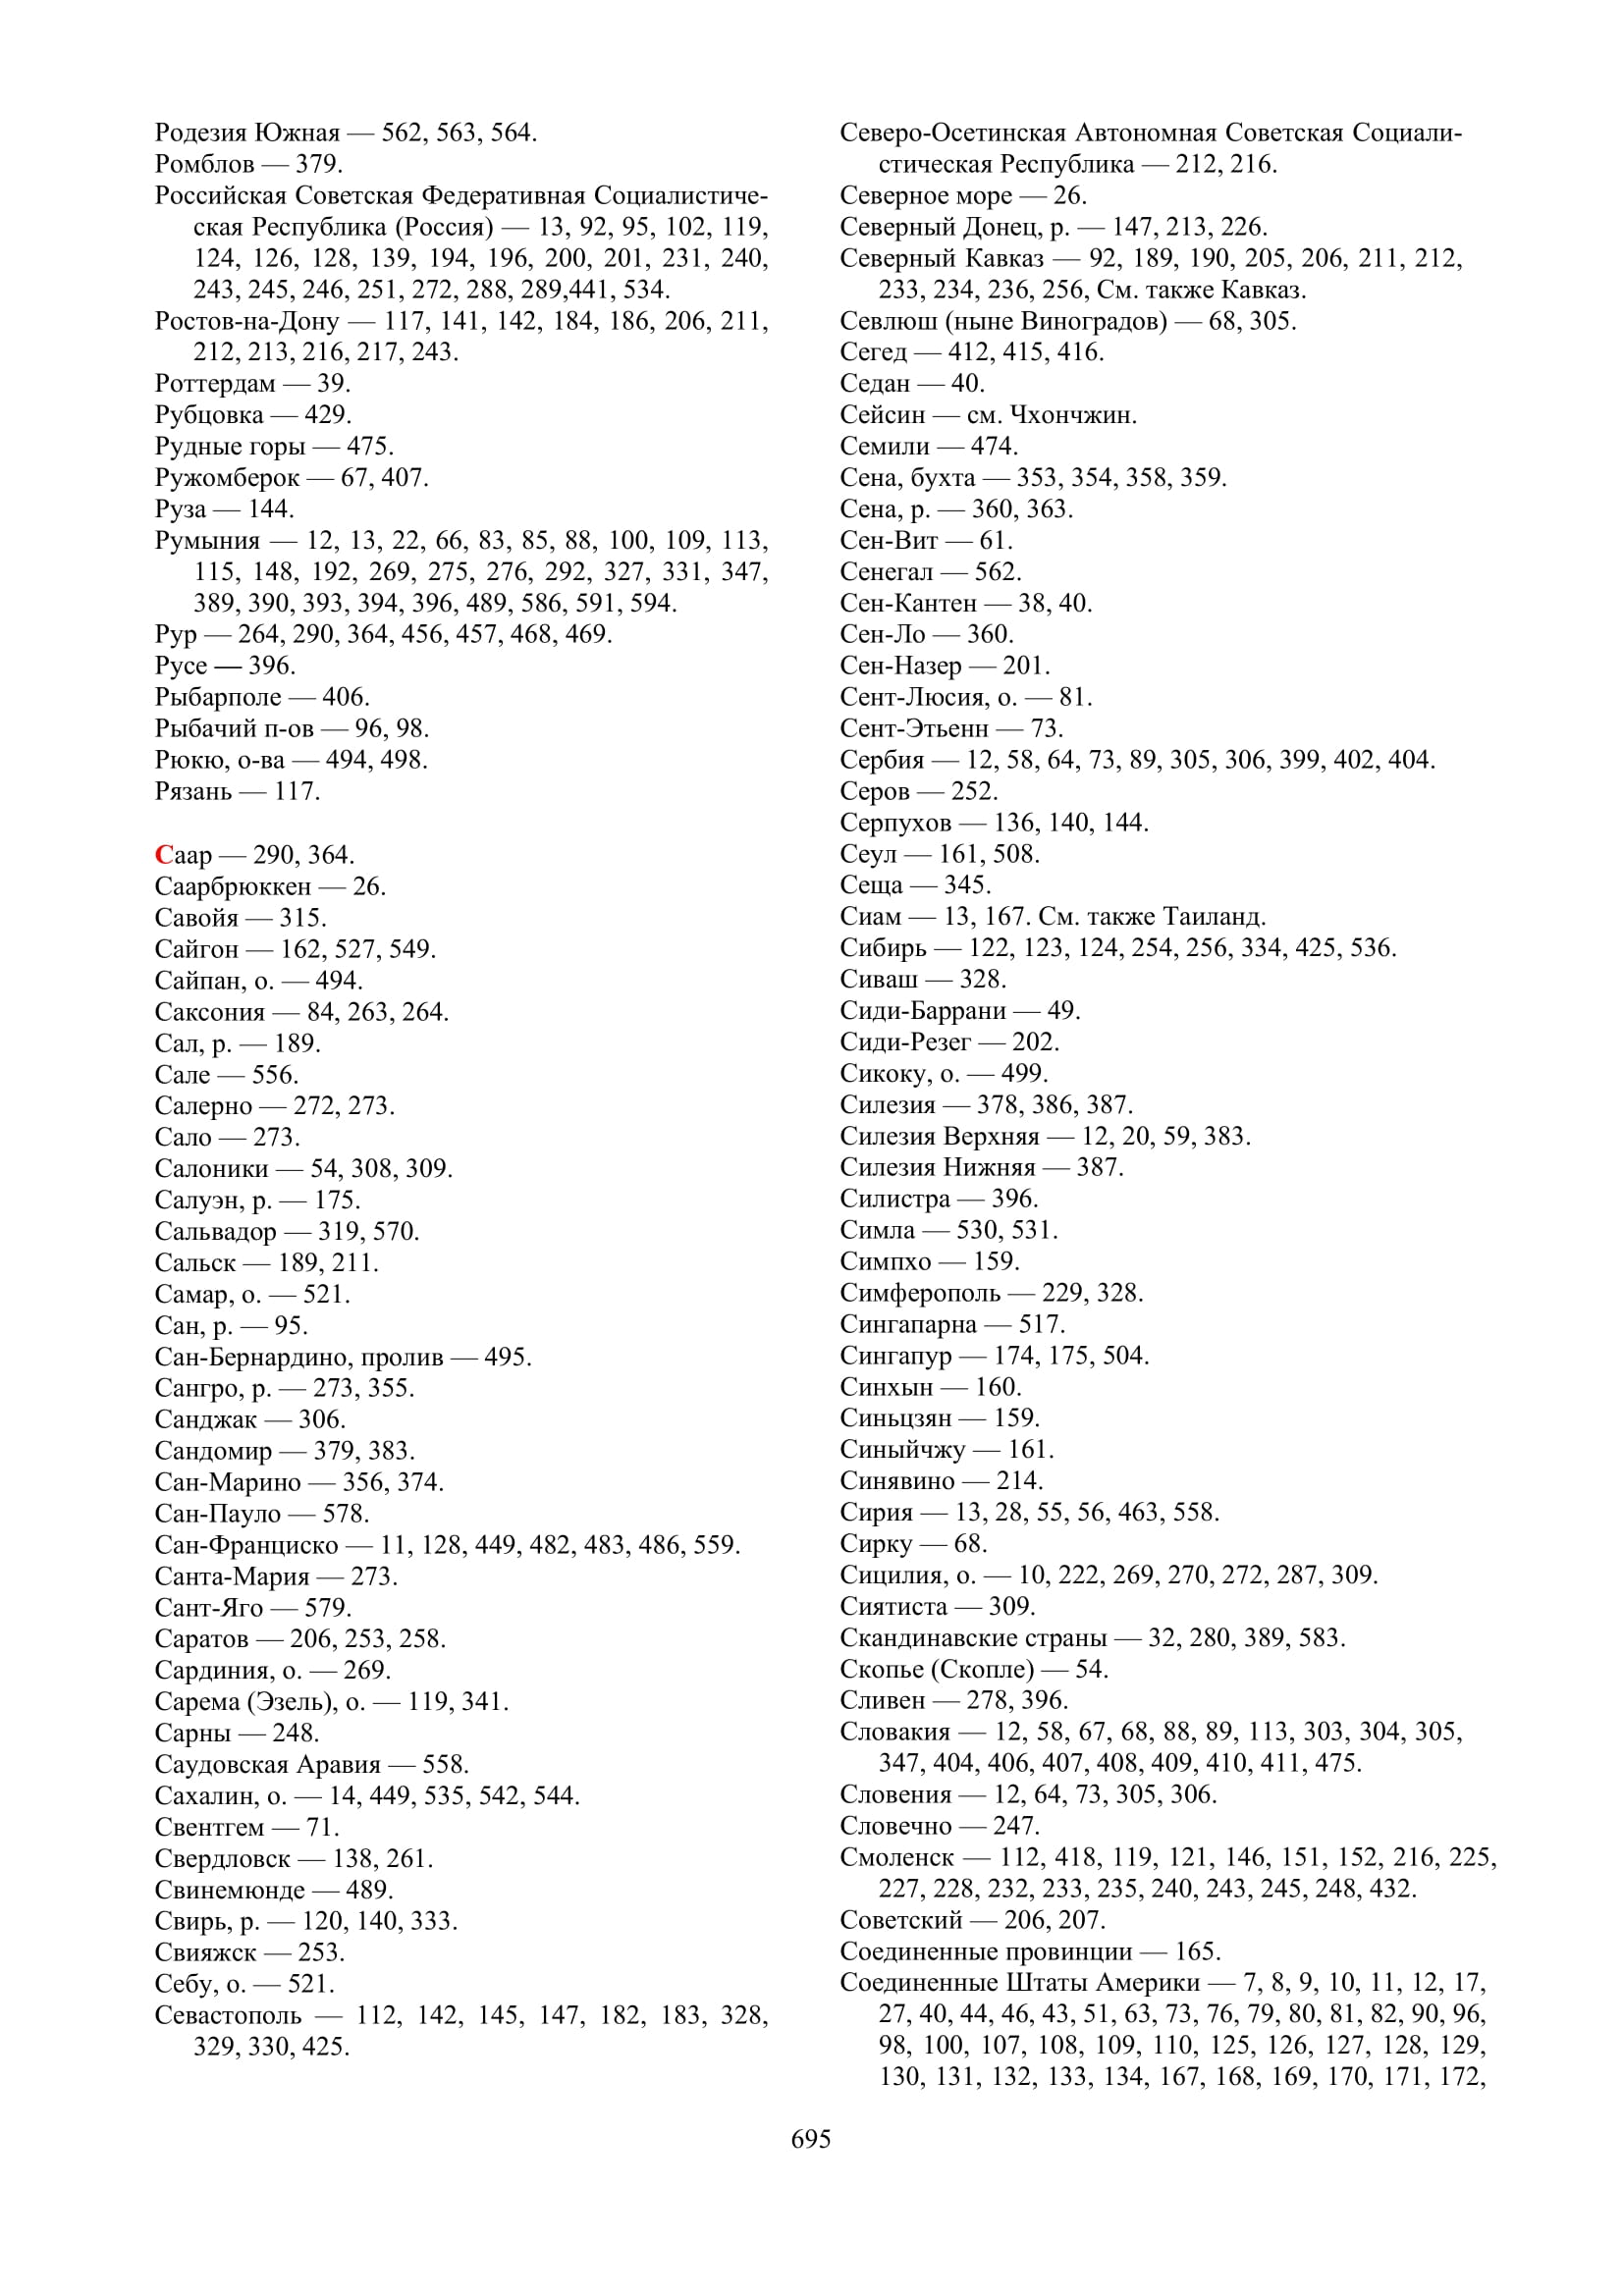 Родезия Южная — 562, 563, 564.
Ромблов — 379.
Российская Советская Федеративная Социалистиче-
ская Республика (Россия) — 13, 92, 95, 102, 119,
124, 126, 128, 139, 194, 196, 200, 201, 231, 240,
243, 245, 246, 251, 272, 288, 289,441, 534.
Ростов-на-Дону — 117, 141, 142, 184, 186, 206, 211,
212, 213, 216, 217, 243.
Роттердам — 39.
Рубцовка — 429.
Рудные горы — 475.
Ружомберок — 67, 407.
Руза — 144.
Румыния — 12, 13, 22, 66, 83, 85, 88, 100, 109, 113,
115, 148, 192, 269, 275, 276, 292, 327, 331, 347,
389, 390, 393, 394, 396, 489, 586, 591, 594.
Рур — 264, 290, 364, 456, 457, 468, 469.
Русе — 396.
Рыбарполе — 406.
Рыбачий п-ов — 96, 98.
Рюкю, о-ва — 494, 498.
Рязань — 117.
Саар — 290, 364.
Саарбрюккен — 26.
Савойя — 315.
Сайгон — 162, 527, 549.
Сайпан, о. — 494.
Саксония — 84, 263, 264.
Сал, р. — 189.
Сале — 556.
Салерно — 272, 273.
Сало — 273.
Салоники — 54, 308, 309.
Салуэн, р. — 175.
Сальвадор — 319, 570.
Сальск — 189, 211.
Самар, о. — 521.
Сан, р. — 95.
Сан-Бернардино, пролив — 495.
Сангро, р. — 273, 355.
Санджак — 306.
Сандомир — 379, 383.
Сан-Марино — 356, 374.
Сан-Пауло — 578.
Сан-Франциско — 11, 128, 449, 482, 483, 486, 559.
Санта-Мария — 273.
Сант-Яго — 579.
Саратов — 206, 253, 258.
Сардиния, о. — 269.
Сарема (Эзель), о. — 119, 341.
Сарны — 248.
Саудовская Аравия — 558.
Сахалин, о. — 14, 449, 535, 542, 544.
Свентгем — 71.
Свердловск — 138, 261.
Свинемюнде — 489.
Свирь, р. — 120, 140, 333.
Свияжск — 253.
Себу, о. — 521.
Севастополь — 112, 142, 145, 147, 182, 183, 328,
329, 330, 425.
Северо-Осетинская Автономная Советская Социали-
стическая Республика — 212, 216.
Северное море — 26.
Северный Донец, р. — 147, 213, 226.
Северный Кавказ — 92, 189, 190, 205, 206, 211, 212,
233, 234, 236, 256, См. также Кавказ.
Севлюш (ныне Виноградов) — 68, 305.
Сегед — 412, 415, 416.
Седан — 40.
Сейсин — см. Чхончжин.
Семили — 474.
Сена, бухта — 353, 354, 358, 359.
Сена, р. — 360, 363.
Сен-Вит — 61.
Сенегал — 562.
Сен-Кантен — 38, 40.
Сен-Ло — 360.
Сен-Назер — 201.
Сент-Люсия, о. — 81.
Сент-Этьенн — 73.
Сербия — 12, 58, 64, 73, 89, 305, 306, 399, 402, 404.
Серов — 252.
Серпухов — 136, 140, 144.
Сеул — 161, 508.
Сеща — 345.
Сиам — 13, 167. См. также Таиланд.
Сибирь — 122, 123, 124, 254, 256, 334, 425, 536.
Сиваш — 328.
Сиди-Баррани — 49.
Сиди-Резег — 202.
Сикоку, о. — 499.
Силезия — 378, 386, 387.
Силезия Верхняя — 12, 20, 59, 383.
Силезия Нижняя — 387.
Силистра — 396.
Симла — 530, 531.
Симпхо — 159.
Симферополь — 229, 328.
Сингапарна — 517.
Сингапур — 174, 175, 504.
Синхын — 160.
Синьцзян — 159.
Синыйчжу — 161.
Синявино — 214.
Сирия — 13, 28, 55, 56, 463, 558.
Сирку — 68.
Сицилия, о. — 10, 222, 269, 270, 272, 287, 309.
Сиятиста — 309.
Скандинавские страны — 32, 280, 389, 583.
Скопье (Скопле) — 54.
Сливен — 278, 396.
Словакия — 12, 58, 67, 68, 88, 89, 113, 303, 304, 305,
347, 404, 406, 407, 408, 409, 410, 411, 475.
Словения — 12, 64, 73, 305, 306.
Словечно — 247.
Смоленск — 112, 418, 119, 121, 146, 151, 152, 216, 225,
227, 228, 232, 233, 235, 240, 243, 245, 248, 432.
Советский — 206, 207.
Соединенные провинции — 165.
Соединенные Штаты Америки — 7, 8, 9, 10, 11, 12, 17,
27, 40, 44, 46, 43, 51, 63, 73, 76, 79, 80, 81, 82, 90, 96,
98, 100, 107, 108, 109, 110, 125, 126, 127, 128, 129,
130, 131, 132, 133, 134, 167, 168, 169, 170, 171, 172,
695